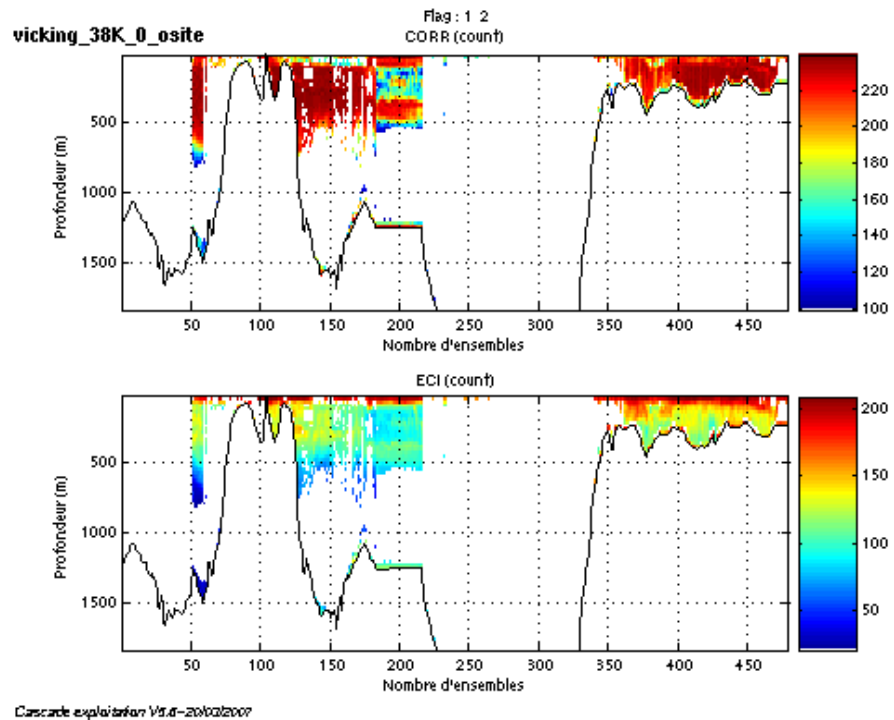 Flag : 1 2
vicking_38K_0_osite
CORR (count)
500
1000
1500
Profondeur (m)
50 100 150 200 250 300 350 400 450
Nombre d'ensembles
220
200
180
160
140
120
100
ECI (count)
500
1000
1500
Profondeur (m)
50 100 150 200 250 300 350 400 450
Nombre d'ensembles
200
150
100
50
Cascade exploitation V5.6-20/03/2007